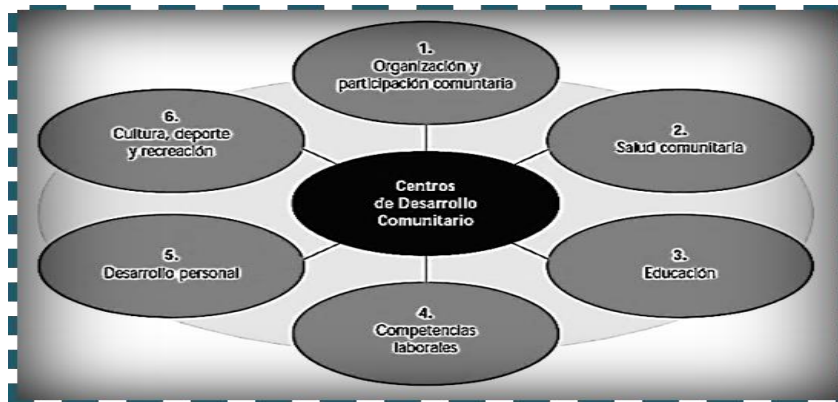 1.
Organización y
participación comuntaria
6.
Cultura, deporte
y recreación
2.
Salud comunitaria
Centros
de Desarrollo
Comunitario
5.
Desarrollo personal
3.
Educación
4.
Competencias
laborales